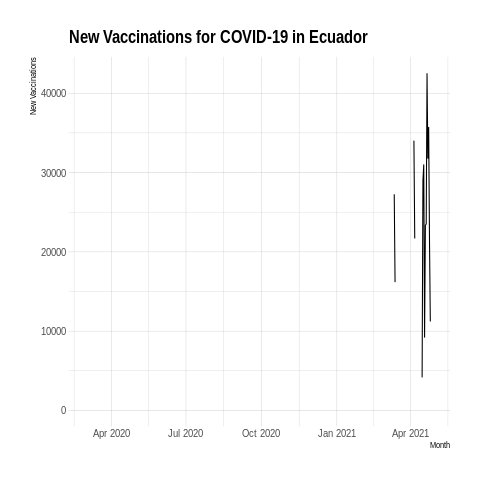 New Vaccinations for COVID-19 in Ecuador
New Vaccinations
40000
30000
20000
10000
0
Apr 2020 Jul 2020 Oct 2020 Jan 2021 Apr 2021
Month